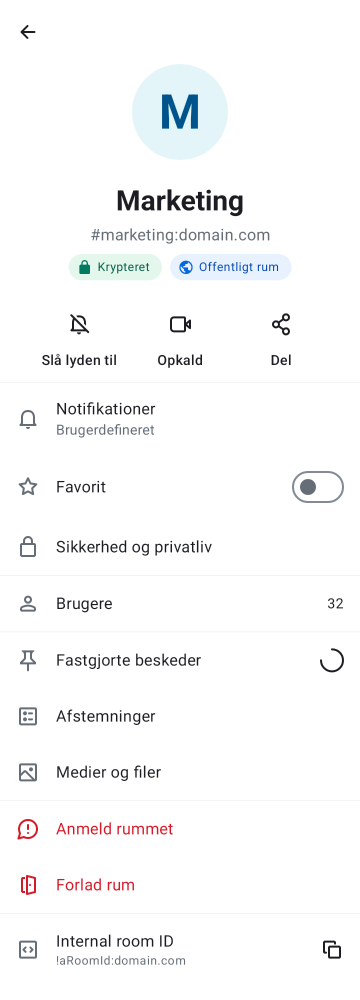 M
Marketing
#marketing:domain.com
Krypteret
Offentligt rum
Slå lyden til
Opkald
Del
Notifikationer
Brugerdefineret
Favorit
Sikkerhed og privatliv
Brugere
32
Fastgjorte beskeder
Afstemninger
Medier og filer
Anmeld rummet
Forlad rum
Internal room ID
!aRoomId:domain.com